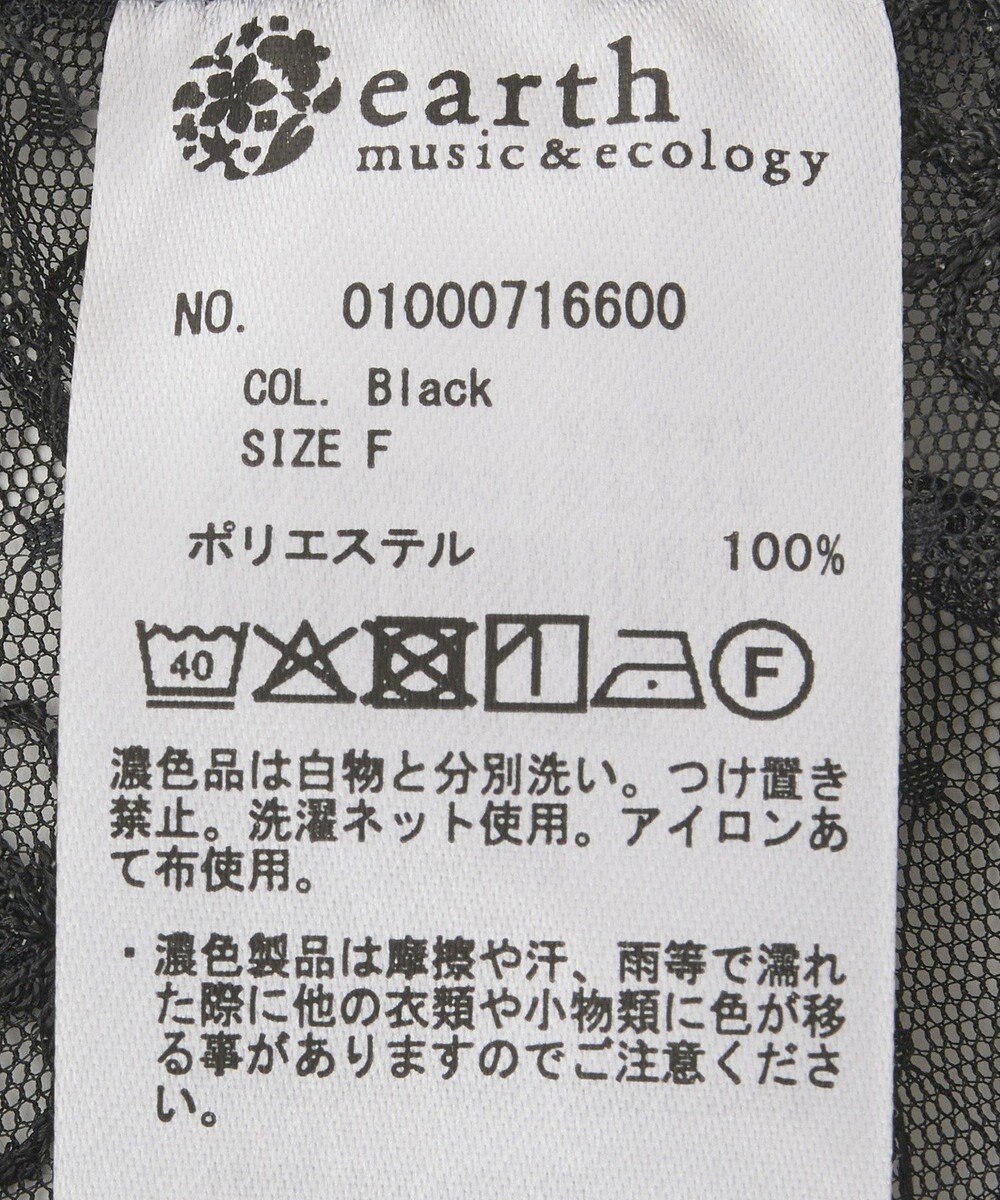 earth
music&ecology
NO. 01000716600
COL. Black
SIZE F
ポリエステル 100%
40
F
濃色品は白物と分別洗い。つけ置き
禁止。洗濯ネット使用。アイロンあ
て布使用。
・濃色製品は摩擦や汗、雨等で濡れ
た際に他の衣類や小物類に色が移
る事がありますのでご注意くださ
い。